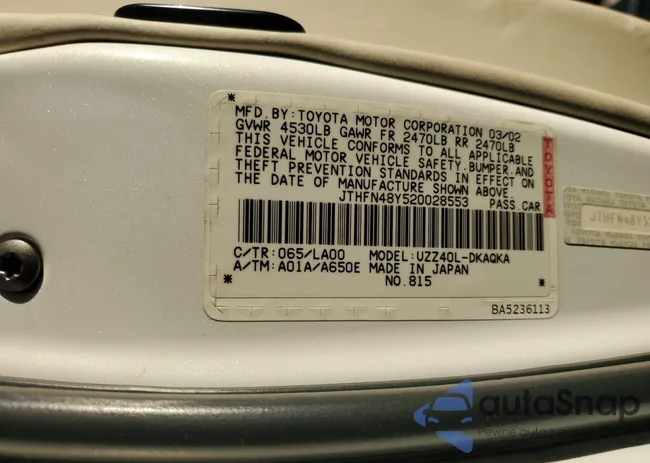 MFD.BY:TOYOTA MOTOR CORPORATION 03/02
GVWR 4530LB GAWR FR 2470LB RR 2470LB
THIS VEHICLE CONFORMS TO ALL APPLICABLE
FEDERAL MOTOR VEHICLE SAFETY.BUMPER.AND
THEFT PREVENTION STANDARDS IN EFFECT ON
THE DATE OF MANUFACTURE SHOWN ABOVE
JTHFN48Y520028553 PASS.CAR
TOYOTA
C/TR: 065/LA00 MODEL: UZZ40L-DKAQKA
A/TM: A01A/A650E MADE IN JAPAN
NO.815
BA5236113
JTHFN48Y5
autoSnap
Pewne auto